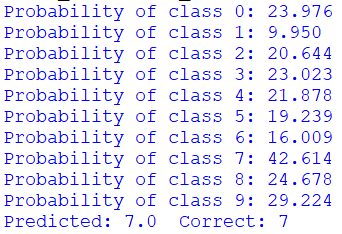 Probability of class 0: 23.976
Probability of class 1: 9.950
Probability of class 2: 20.644
Probability of class 3: 23.023
Probability of class 4: 21.878
Probability of class 5: 19.239
Probability of class 6: 16.009
Probability of class 7: 42.614
Probability of class 8: 24.678
Probability of class 9: 29.224
Predicted: 7.0  Correct: 7